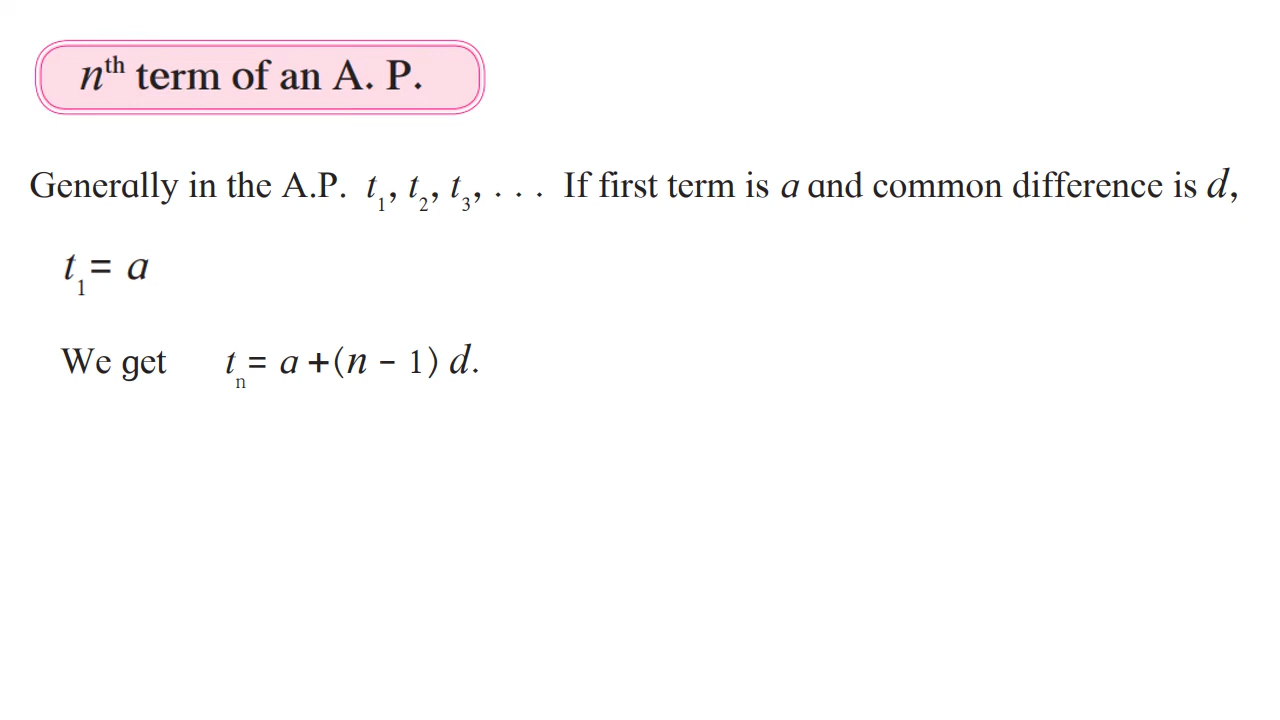 nᵗʰ term of an A. P.
Generally in the A.P. t₁, t₂, t₃, . . . If first term is a and common difference is d,
t₁= a
We get tₙ= a +(n − 1) d.